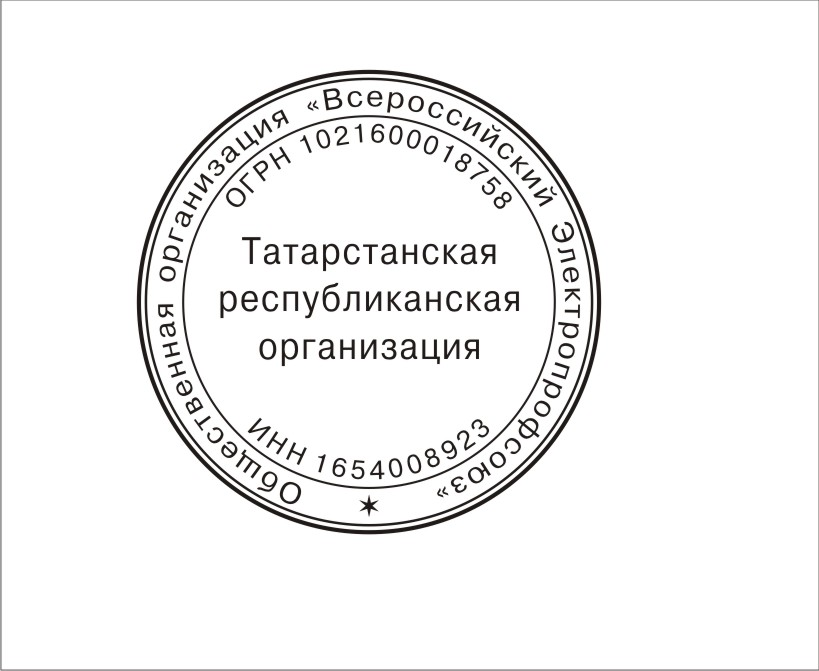 Общественная организация «Всероссийский Электропрофсоюз»
ОГРН 1021600018758
Татарстанская
республиканская
организация
ИНН 1654008923